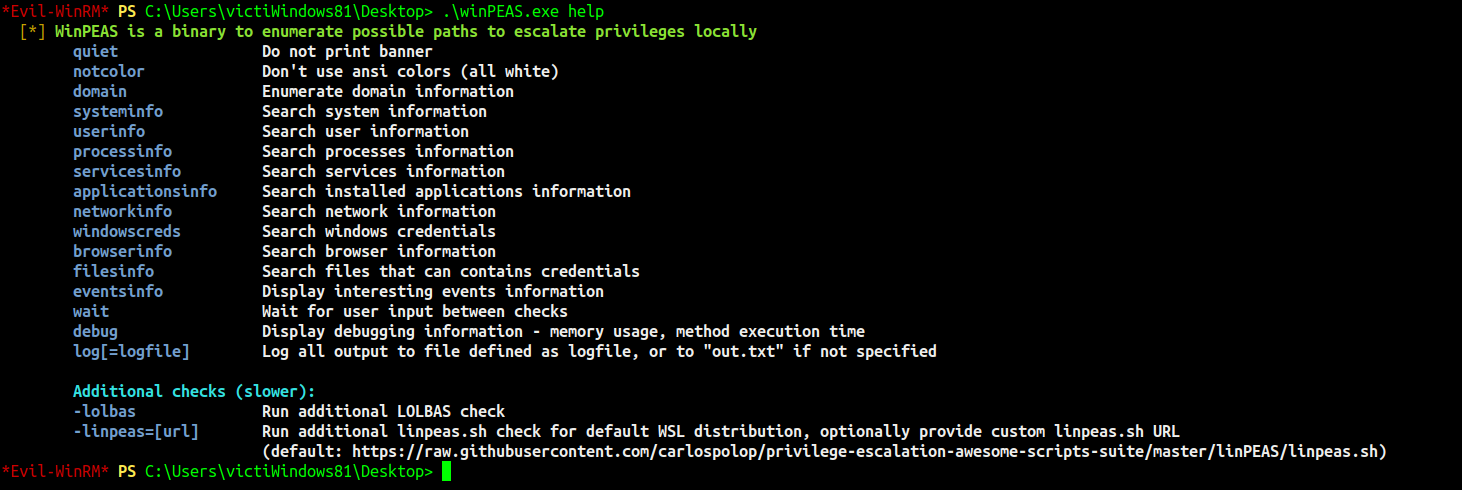 *Evil-WinRM* PS C:\Users\victiWindows81\Desktop> .\winPEAS.exe help
[*] WinPEAS is a binary to enumerate possible paths to escalate privileges locally
quiet Do not print banner
notcolor Don't use ansi colors (all white)
domain Enumerate domain information
systeminfo Search system information
userinfo Search user information
processinfo Search processes information
servicesinfo Search services information
applicationsinfo Search installed applications information
networkinfo Search network information
windowscreds Search windows credentials
browserinfo Search browser information
filesinfo Search files that can contains credentials
eventsinfo Display interesting events information
wait Wait for user input between checks
debug Display debugging information - memory usage, method execution time
log[=logfile] Log all output to file defined as logfile, or to "out.txt" if not specified
Additional checks (slower):
-lolbas Run additional LOLBAS check
-linpeas=[url] Run additional linpeas.sh check for default WSL distribution, optionally provide custom linpeas.sh URL
(default: https://raw.githubusercontent.com/carlospolop/privilege-escalation-awesome-scripts-suite/master/linPEAS/linpeas.sh)
*Evil-WinRM* PS C:\Users\victiWindows81\Desktop>